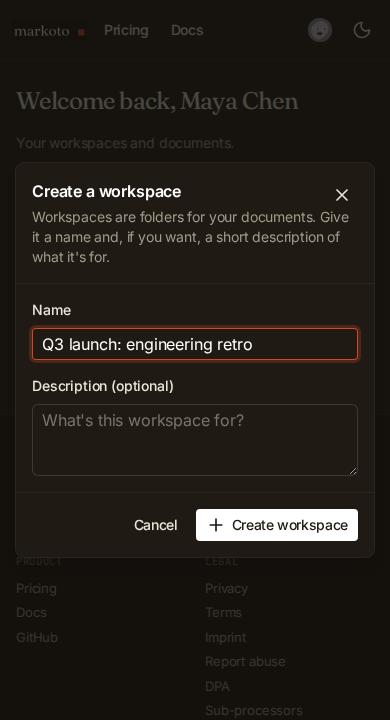 markoto
Pricing
Docs
Welcome back, Maya Chen
Your workspaces and documents.
Create a workspace
Workspaces are folders for your documents. Give
it a name and, if you want, a short description of
what it's for.
Name
Q3 launch: engineering retro
Description (optional)
What's this workspace for?
Cancel
Create workspace
PRODUCT
Pricing
Docs
GitHub
LEGAL
Privacy
Terms
Imprint
Report abuse
DPA
Sub-processors